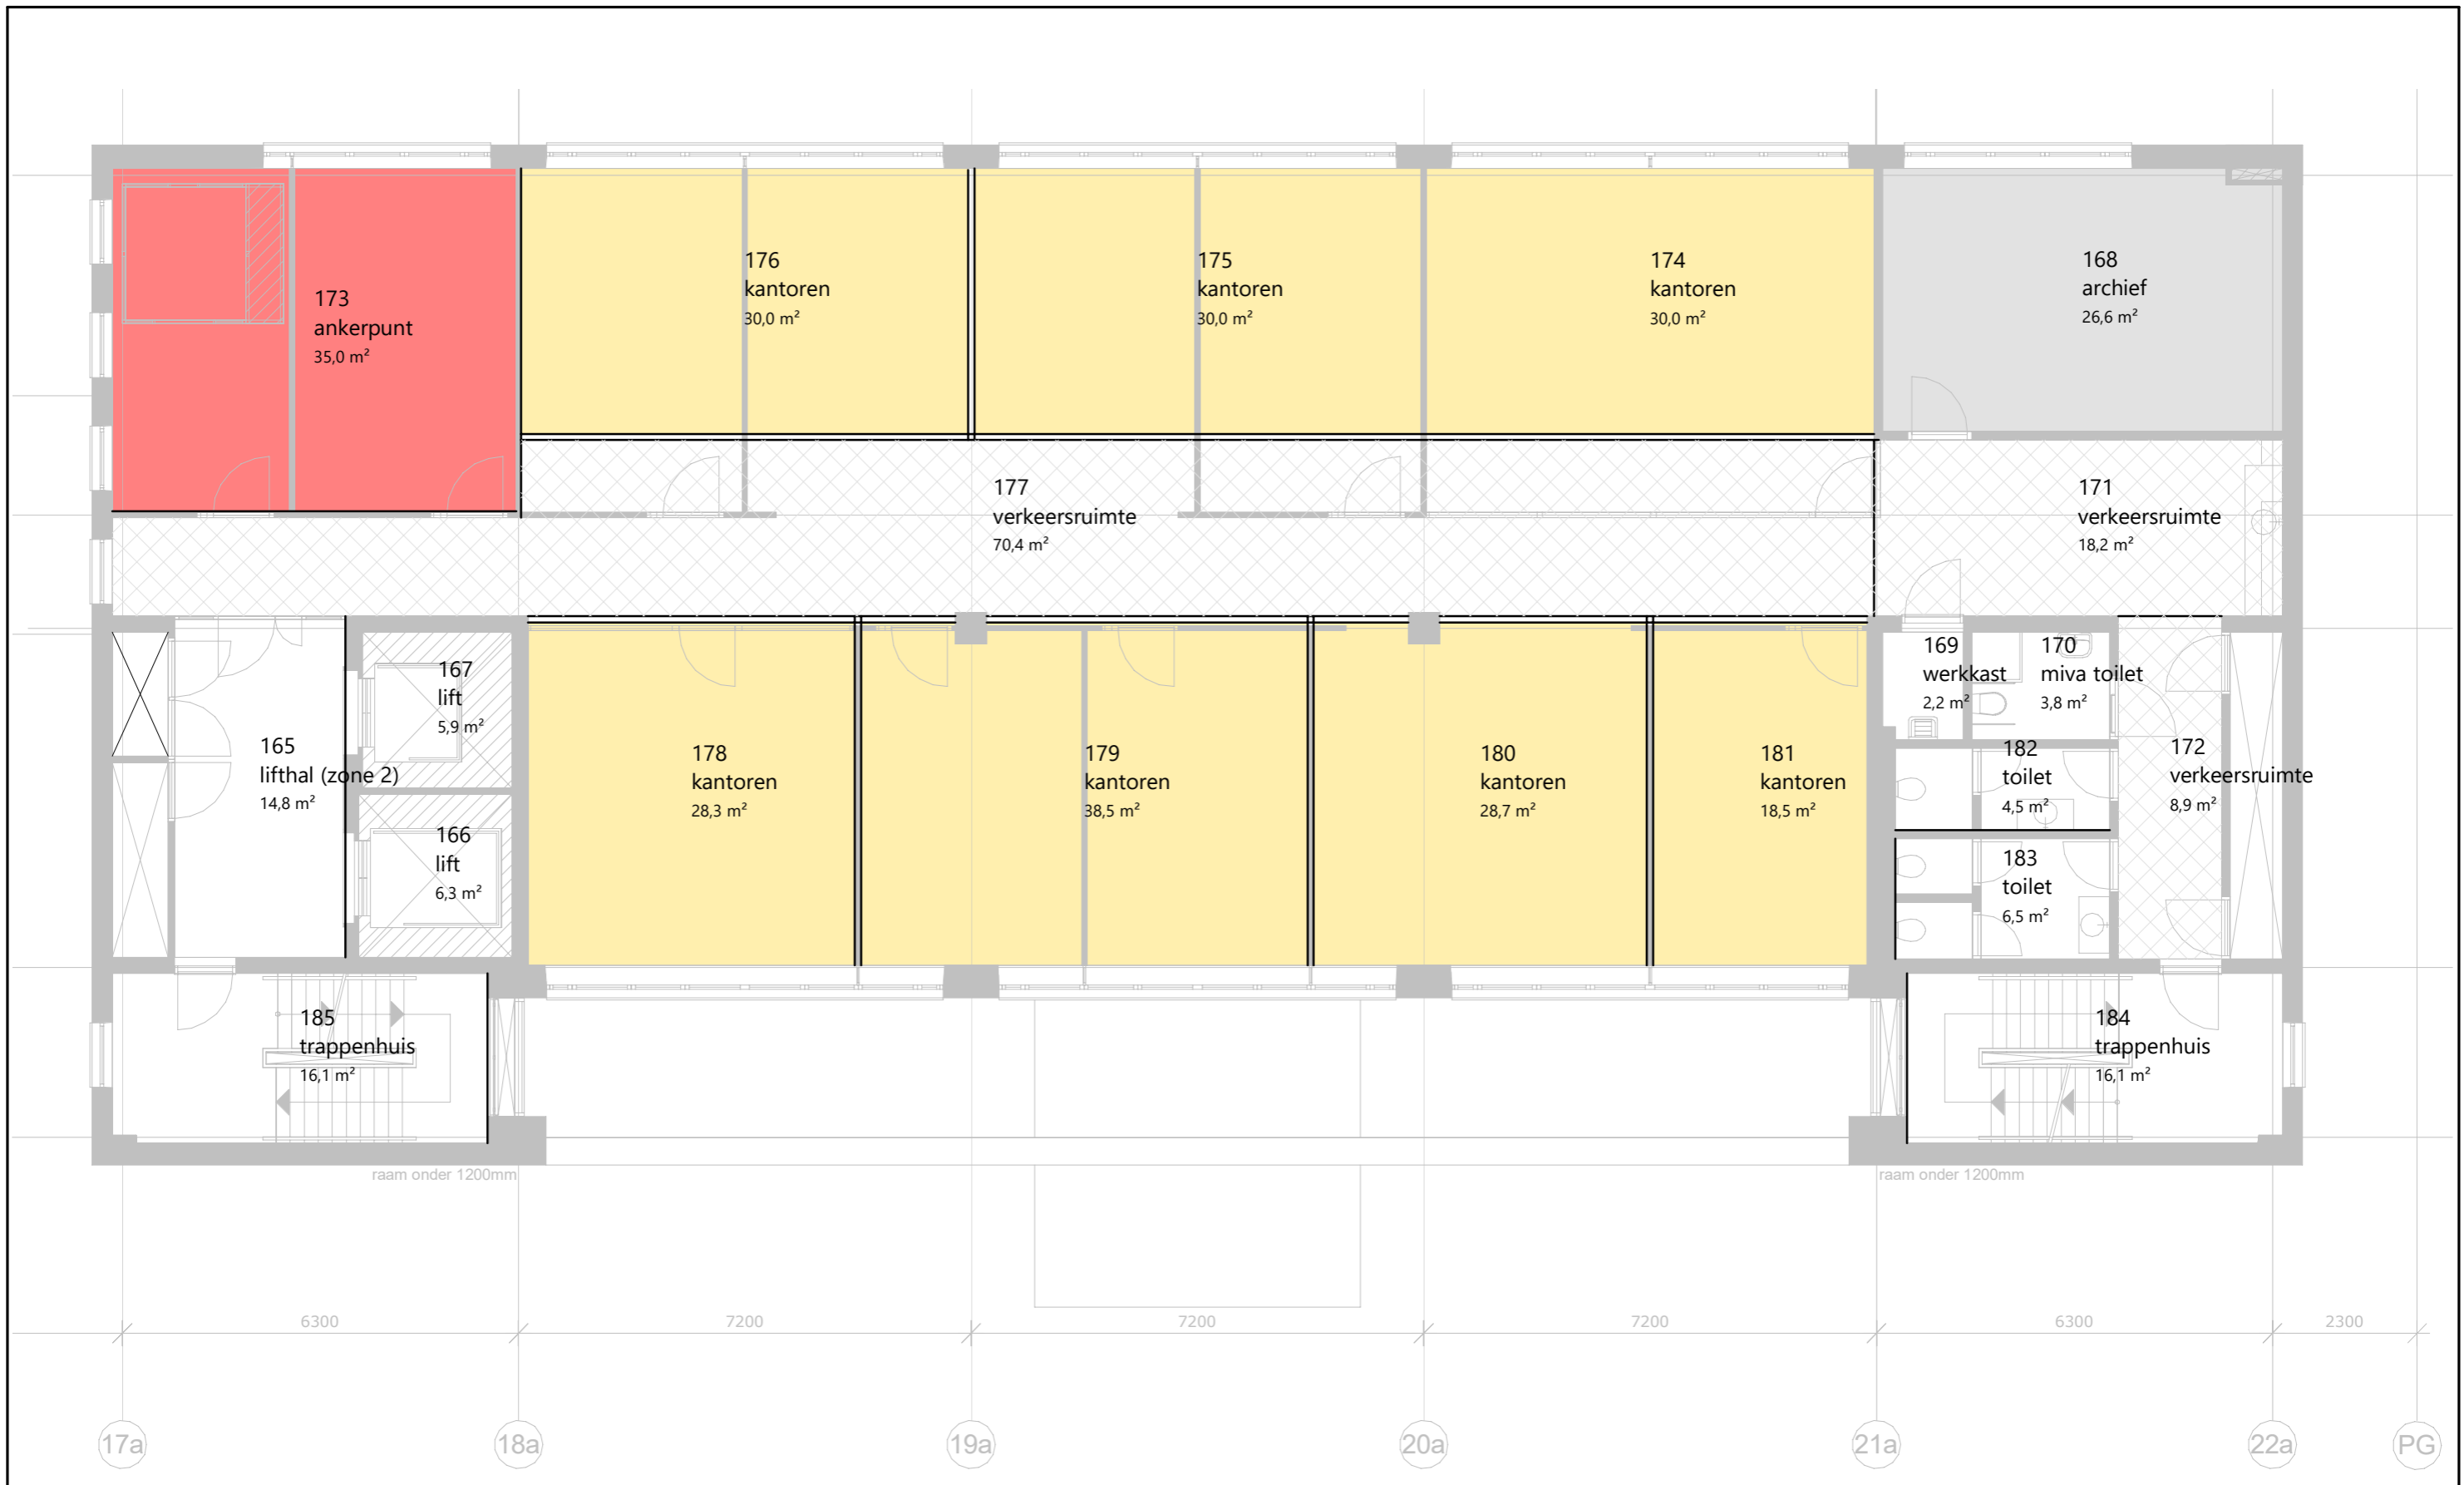 176
kantoren
30,0 m²
175
kantoren
30,0 m²
174
kantoren
30,0 m²
168
archief
26,6 m²
173
ankerpunt
35,0 m²
177
verkeersruimte
70,4 m²
171
verkeersruimte
18,2 m²
167
lift
5,9 m²
169
werkkast
2,2 m²
170
miva toilet
3,8 m²
165
lifthal (zone 2)
14,8 m²
178
kantoren
28,3 m²
179
kantoren
38,5 m²
180
kantoren
28,7 m²
181
kantoren
18,5 m²
182
toilet
4,5 m²
172
verkeersruimte
8,9 m²
166
lift
6,3 m²
183
toilet
6,5 m²
185
trappenhuis
16,1 m²
184
trappenhuis
16,1 m²
raam onder 1200mm
raam onder 1200mm
6300
7200
7200
7200
6300
2300
17a
18a
19a
20a
21a
22a
PG